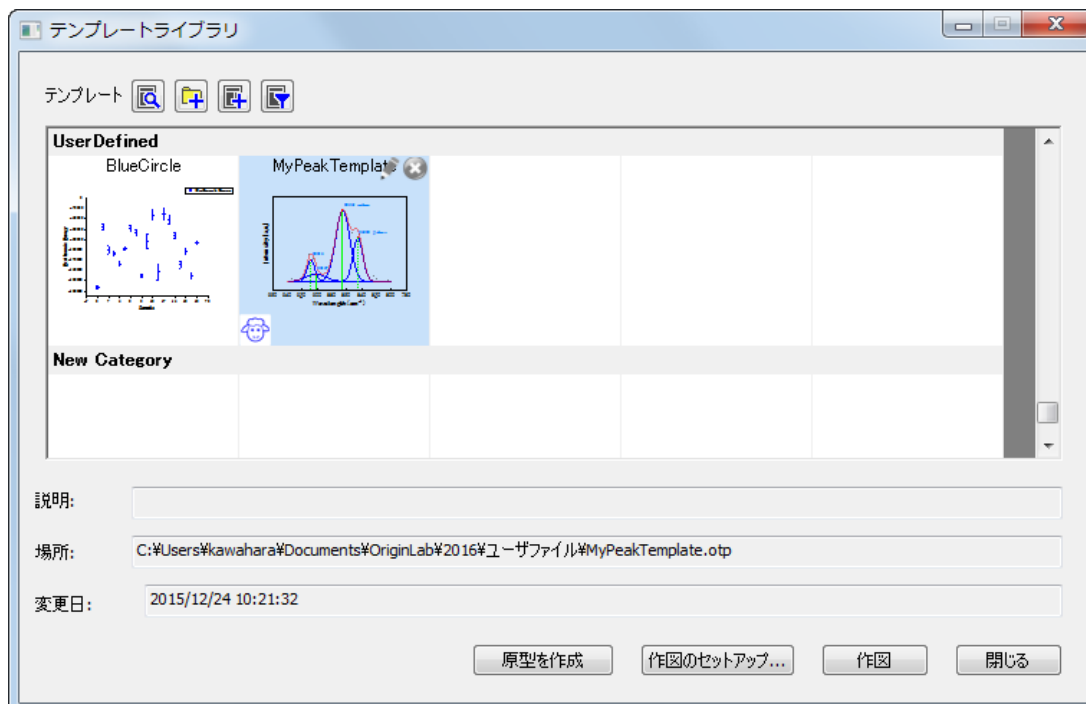 テンプレートライブラリ
テンプレート
UserDefined
BlueCircle
MyPeakTemplate
New Category
説明:
場所:
C:¥Users¥kawahara¥Documents¥OriginLab¥2016¥ユーザファイル¥MyPeakTemplate.otp
変更日:
2015/12/24 10:21:32
原型を作成
作図のセットアップ...
作図
閉じる